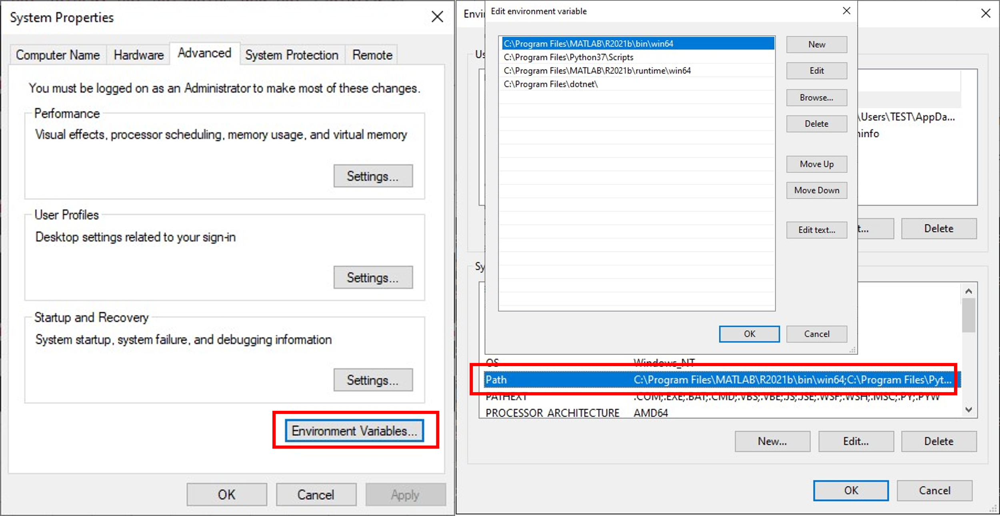 System Properties
Computer Name
Hardware
Advanced
System Protection
Remote
You must be logged on as an Administrator to make most of these changes.
Performance
Visual effects, processor scheduling, memory usage, and virtual memory
Settings...
User Profiles
Desktop settings related to your sign-in
Settings...
Startup and Recovery
System startup, system failure, and debugging information
Settings...
Environment Variables...
OK
Cancel
Apply
Edit environment variable
C:\Program Files\MATLAB\R2021b\bin\win64
C:\Program Files\Python37\Scripts
C:\Program Files\MATLAB\R2021b\runtime\win64
C:\Program Files\dotnet\
New
Edit
Browse...
Delete
Move Up
Move Down
Edit text...
OK
Cancel
\Users\TEST\AppDa...
Delete
OS Windows_NT
Path C:\Program Files\MATLAB\R2021b\bin\win64;C:\Program Files\Pyt...
PATHEXT .COM;.EXE;.BAT;.CMD;.VBS;.VBE;.JS;.JSE;.WSF;.WSH;.MSC;.PY;.PYW
PROCESSOR_ARCHITECTURE AMD64
New...
Edit...
Delete
OK
Cancel